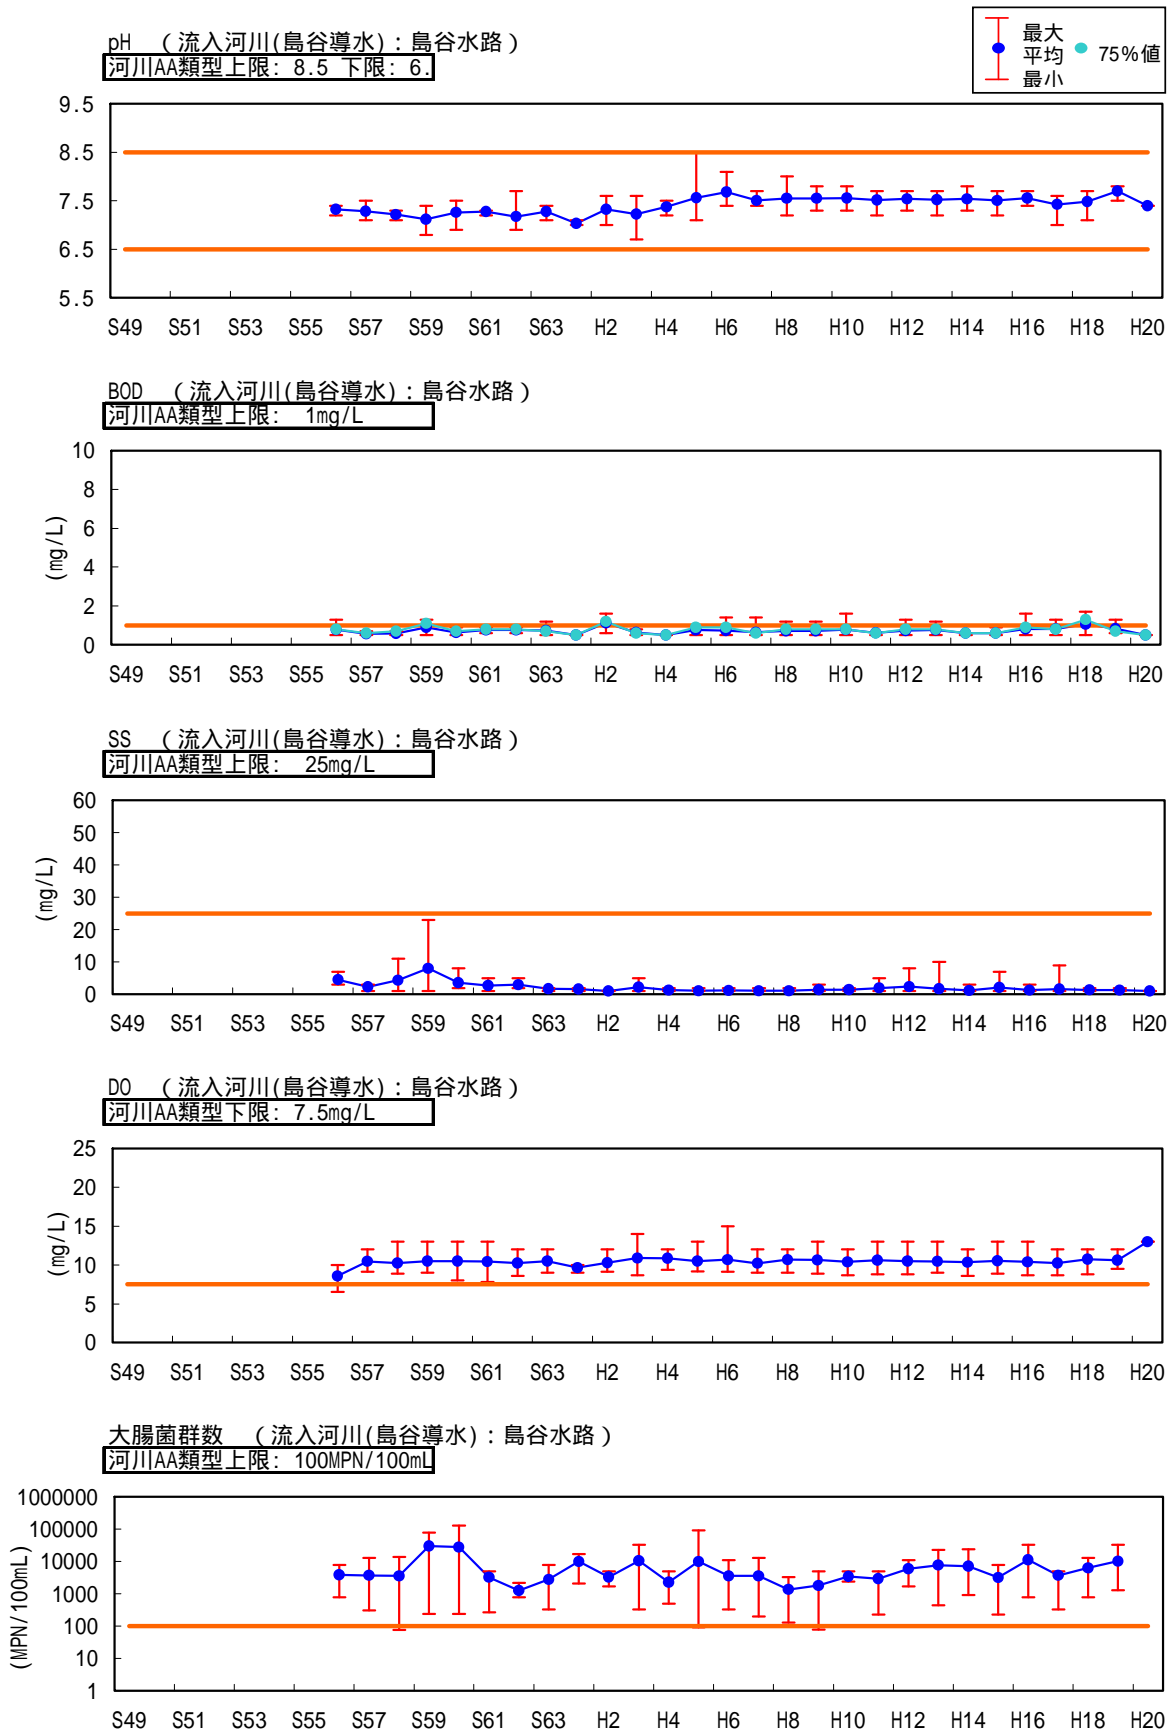 pH （流入河川(島谷導水)：島谷水路）
河川AA類型上限: 8.5 下限: 6.
最大
平均
最小
75%値
9.5
8.5
7.5
6.5
5.5
S49 S51 S53 S55 S57 S59 S61 S63 H2 H4 H6 H8 H10 H12 H14 H16 H18 H20
BOD （流入河川(島谷導水)：島谷水路）
河川AA類型上限: 1mg/L
(mg/L)
10
8
6
4
2
0
S49 S51 S53 S55 S57 S59 S61 S63 H2 H4 H6 H8 H10 H12 H14 H16 H18 H20
SS （流入河川(島谷導水)：島谷水路）
河川AA類型上限: 25mg/L
(mg/L)
60
50
40
30
20
10
0
S49 S51 S53 S55 S57 S59 S61 S63 H2 H4 H6 H8 H10 H12 H14 H16 H18 H20
DO （流入河川(島谷導水)：島谷水路）
河川AA類型下限: 7.5mg/L
(mg/L)
25
20
15
10
5
0
S49 S51 S53 S55 S57 S59 S61 S63 H2 H4 H6 H8 H10 H12 H14 H16 H18 H20
大腸菌群数 （流入河川(島谷導水)：島谷水路）
河川AA類型上限: 100MPN/100mL
(MPN/100mL)
1000000
100000
10000
1000
100
10
1
S49 S51 S53 S55 S57 S59 S61 S63 H2 H4 H6 H8 H10 H12 H14 H16 H18 H20